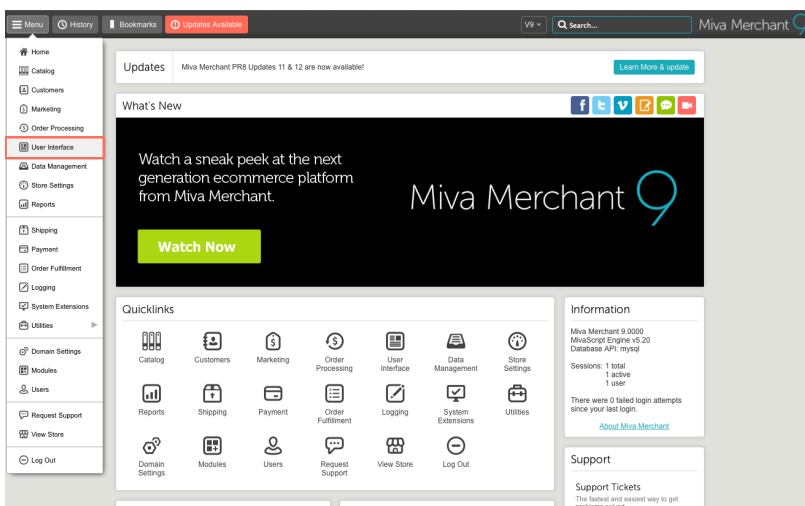 Menu
History
Bookmarks
Updates Available
V9
Search...
Miva Merchant 9
Home
Catalog
Customers
Marketing
Order Processing
User Interface
Data Management
Store Settings
Reports
Shipping
Payment
Order Fulfillment
Logging
System Extensions
Utilities
Domain Settings
Modules
Users
Request Support
View Store
Log Out
Updates
Miva Merchant PR8 Updates 11 & 12 are now available!
Learn More & update
What's New
Watch a sneak peek at the next
generation ecommerce platform
from Miva Merchant.
Watch Now
Miva Merchant 9
Quicklinks
Catalog
Customers
Marketing
Order
Processing
User
Interface
Data
Management
Store
Settings
Reports
Shipping
Payment
Order
Fulfillment
Logging
System
Extensions
Utilities
Domain
Settings
Modules
Users
Request
Support
View Store
Log Out
Information
Miva Merchant 9.0000
MivaScript Engine v5.20
Database API: mysql
Sessions: 1 total
1 active
1 user
There were 0 failed login attempts
since your last login.
About Miva Merchant
Support
Support Tickets
The fastest and easiest way to get